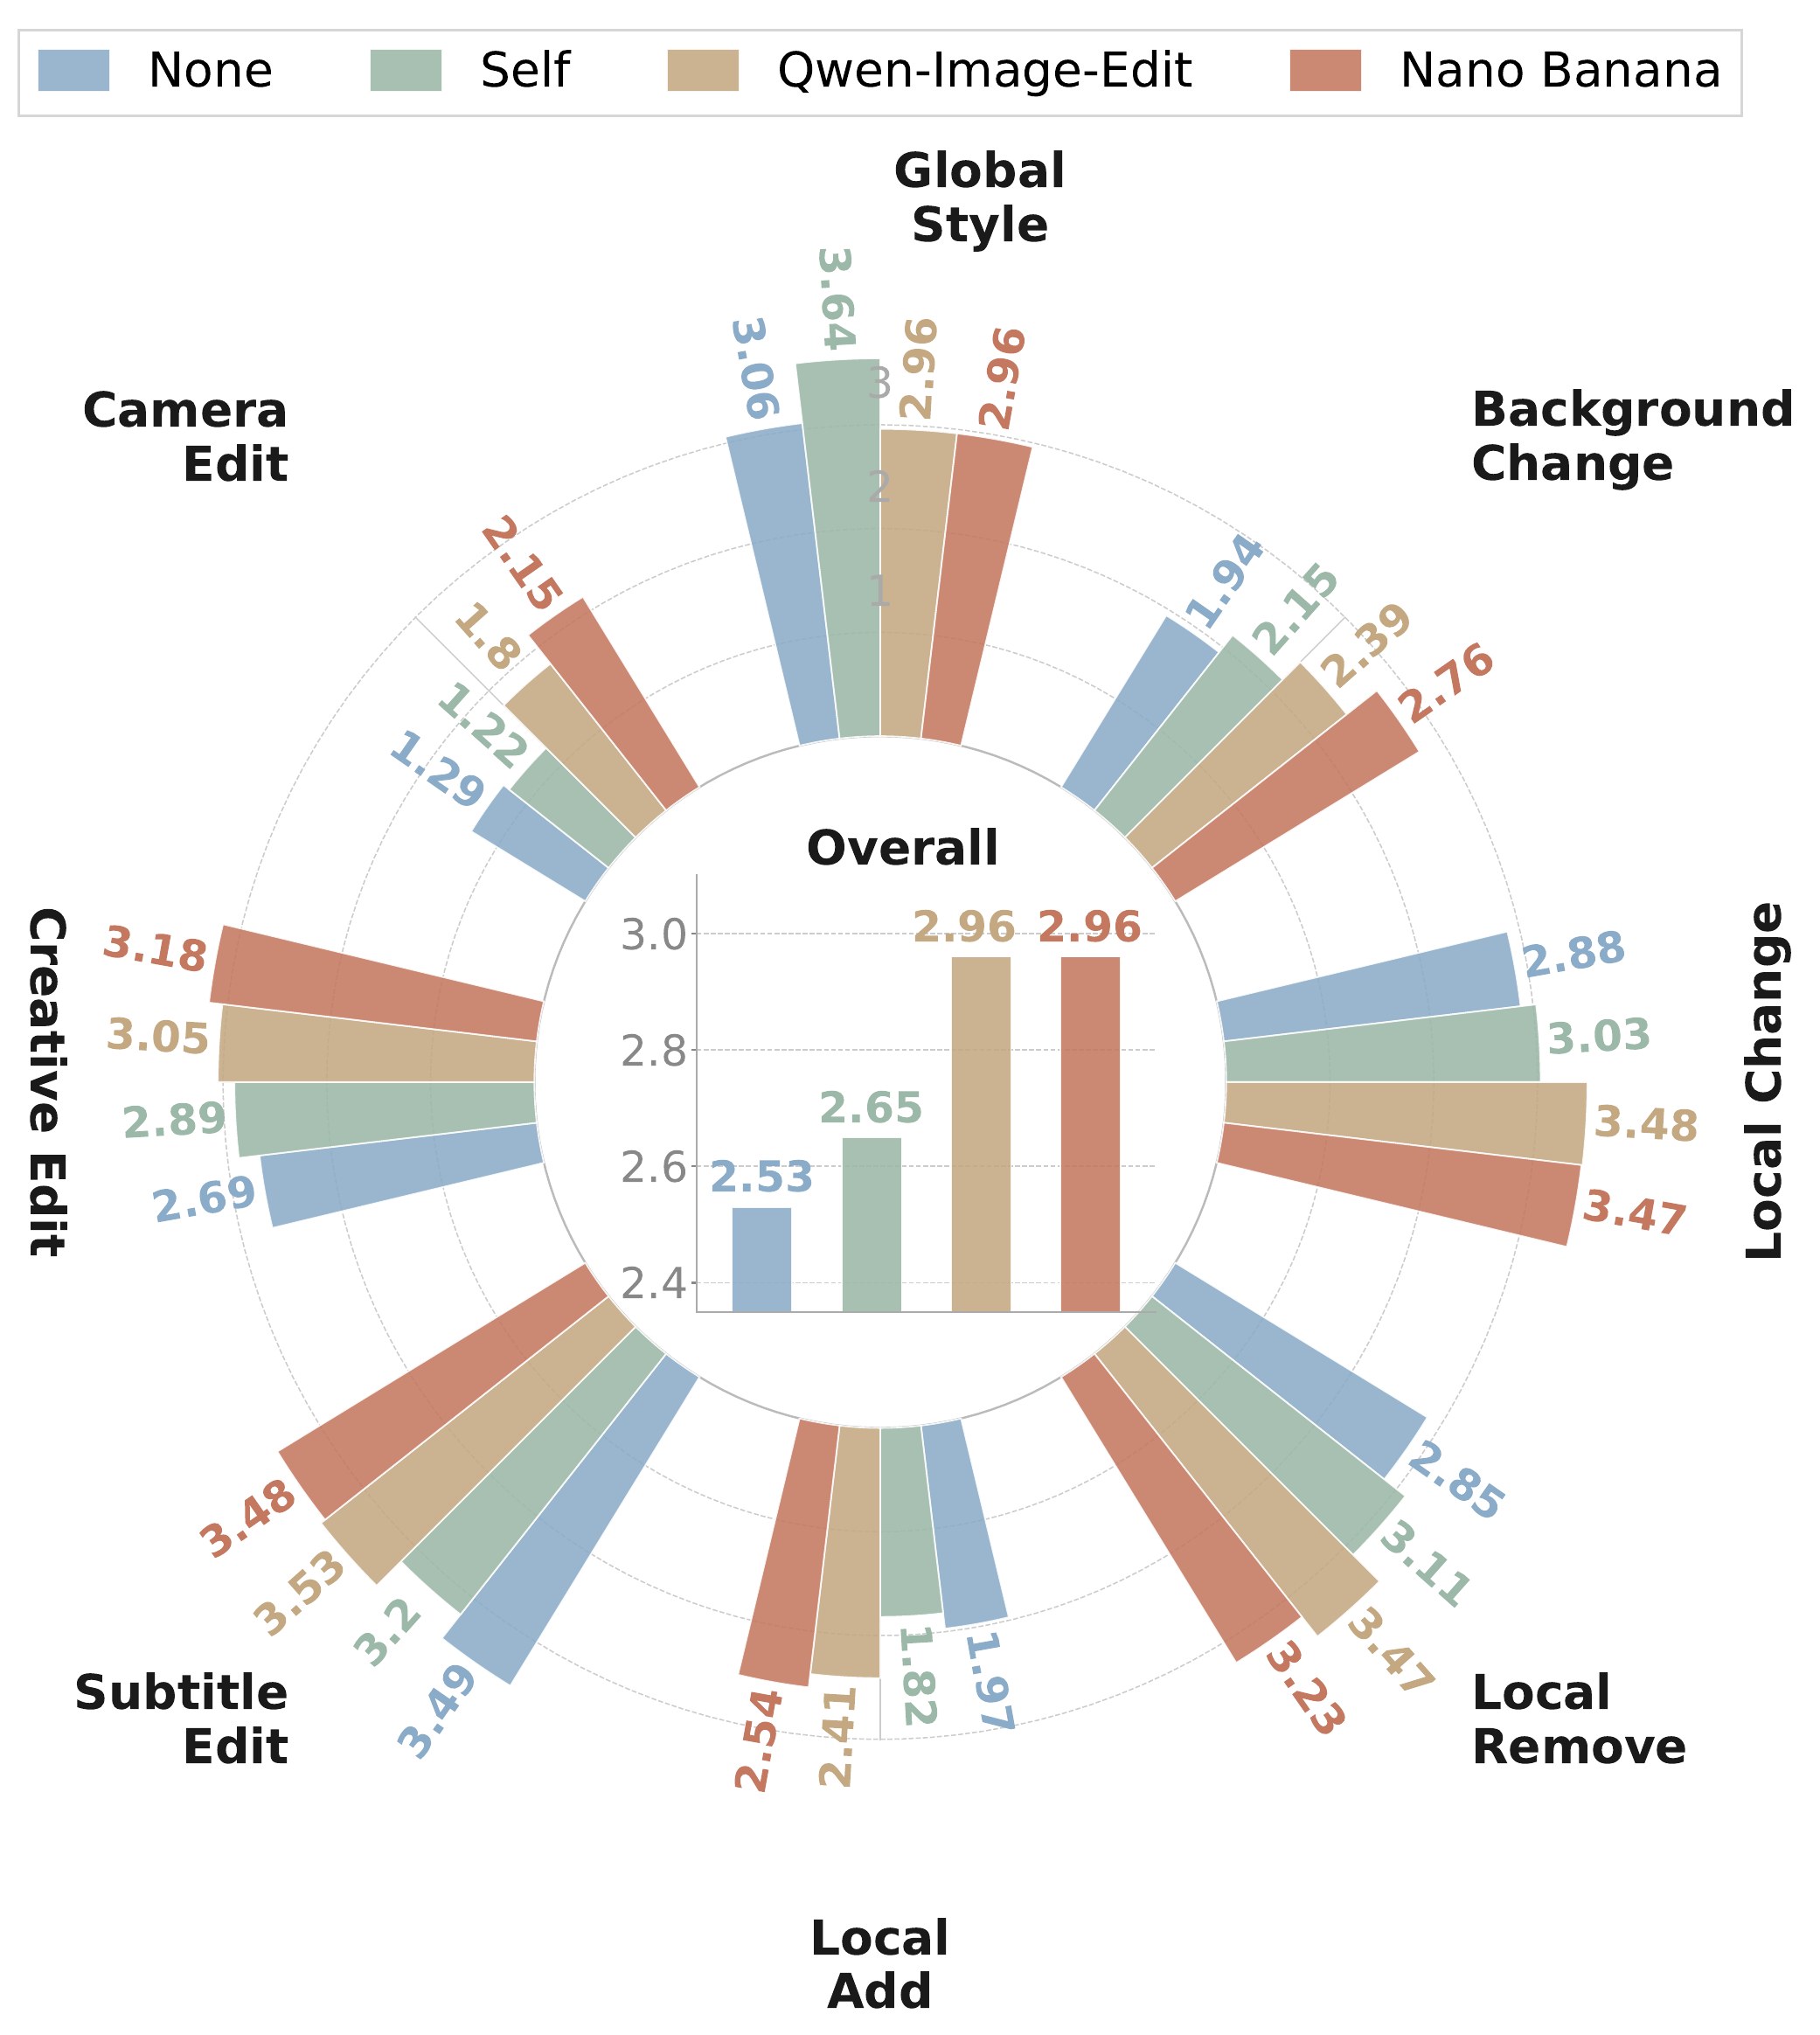 None Self Qwen-Image-Edit Nano Banana
Global
Style
3.06 3.64 2.96 2.96
3
2
1
Background
Change
1.94 2.15 2.39 2.76
Local Change
2.88
3.03
3.48
3.47
Local
Remove
2.85
3.11
3.47
3.23
Local
Add
1.97
1.82
2.41
2.54
Subtitle
Edit
3.49
3.2
3.53
3.48
Creative Edit
2.69
2.89
3.05
3.18
Camera
Edit
1.29
1.22
1.8
2.15
Overall
3.0
2.8
2.6
2.4
2.53 2.65 2.96 2.96